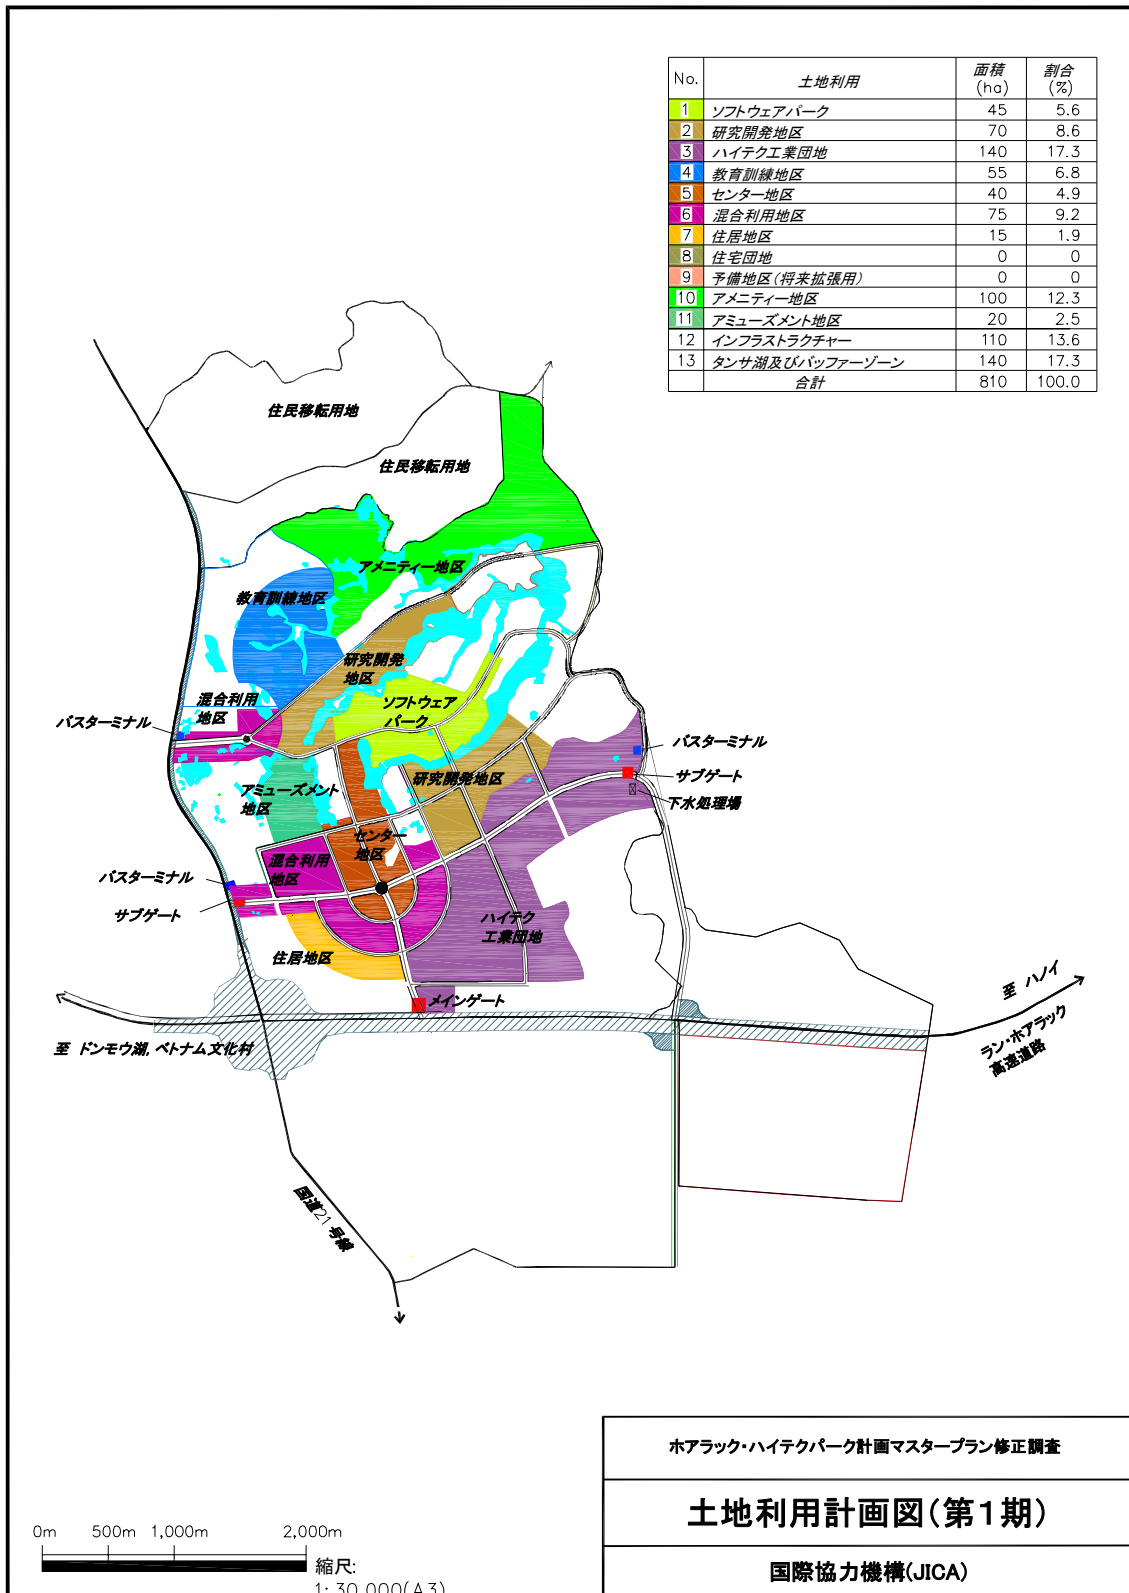 No. 土地利用 面積(ha) 割合(%)
1 ソフトウェアパーク 45 5.6
2 研究開発地区 70 8.6
3 ハイテク工業団地 140 17.3
4 教育訓練地区 55 6.8
5 センター地区 40 4.9
6 混合利用地区 75 9.2
7 住居地区 15 1.9
8 住宅団地 0 0
9 予備地区(将来拡張用) 0 0
10 アメニティー地区 100 12.3
11 アミューズメント地区 20 2.5
12 インフラストラクチャー 110 13.6
13 タンサ湖及びバッファーゾーン 140 17.3
合計 810 100.0
住民移転用地
住民移転用地
アメニティー地区
教育訓練地区
研究開発
地区
混合利用
地区
ソフトウェア
パーク
バスターミナル
バスターミナル
サブゲート
研究開発地区
アミューズメント
地区
下水処理場
センター
地区
混合利用
地区
バスターミナル
サブゲート
ハイテク
工業団地
住居地区
メインゲート
至 ハノイ
ラン・ホアラック
高速道路
至 ドンモウ湖, ベトナム文化村
国道21号線
ホアラック・ハイテクパーク計画マスタープラン修正調査
土地利用計画図(第1期)
国際協力機構(JICA)
0m 500m 1,000m 2,000m
縮尺:
1: 30,000(A3)